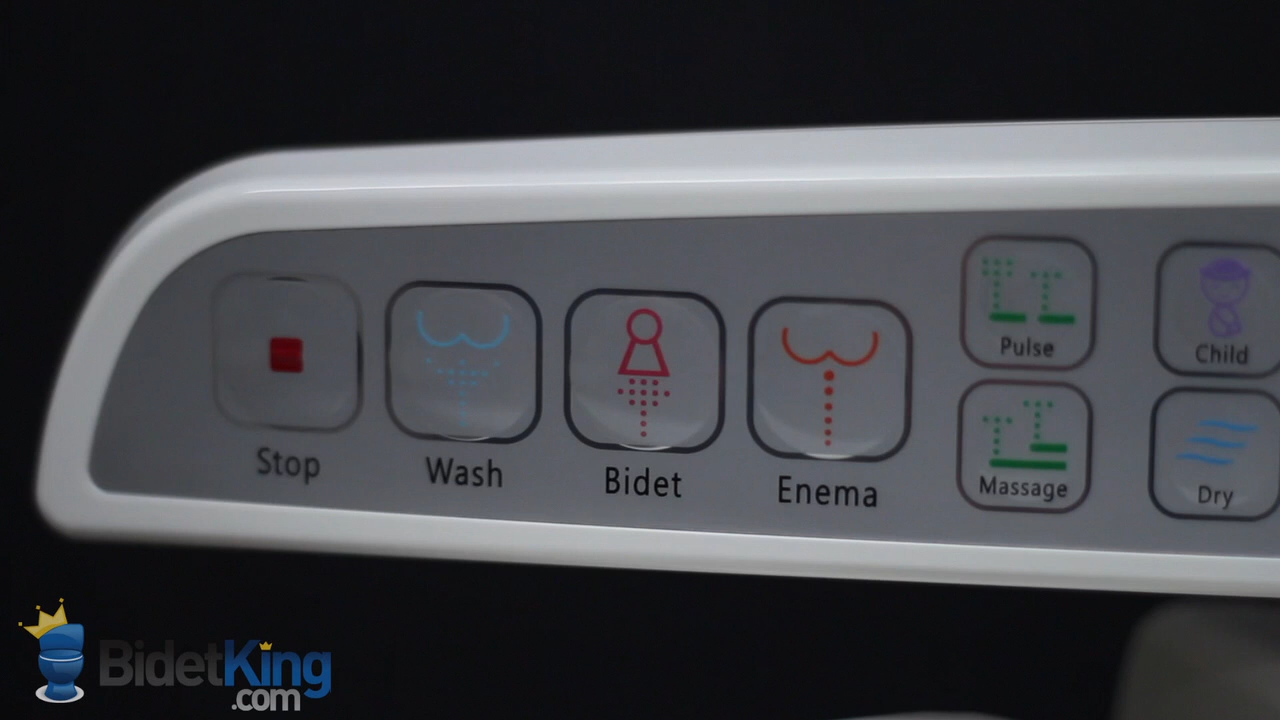 Stop
Wash
Bidet
Enema
Pulse
Massage
Child
Dry
BidetKing
.com